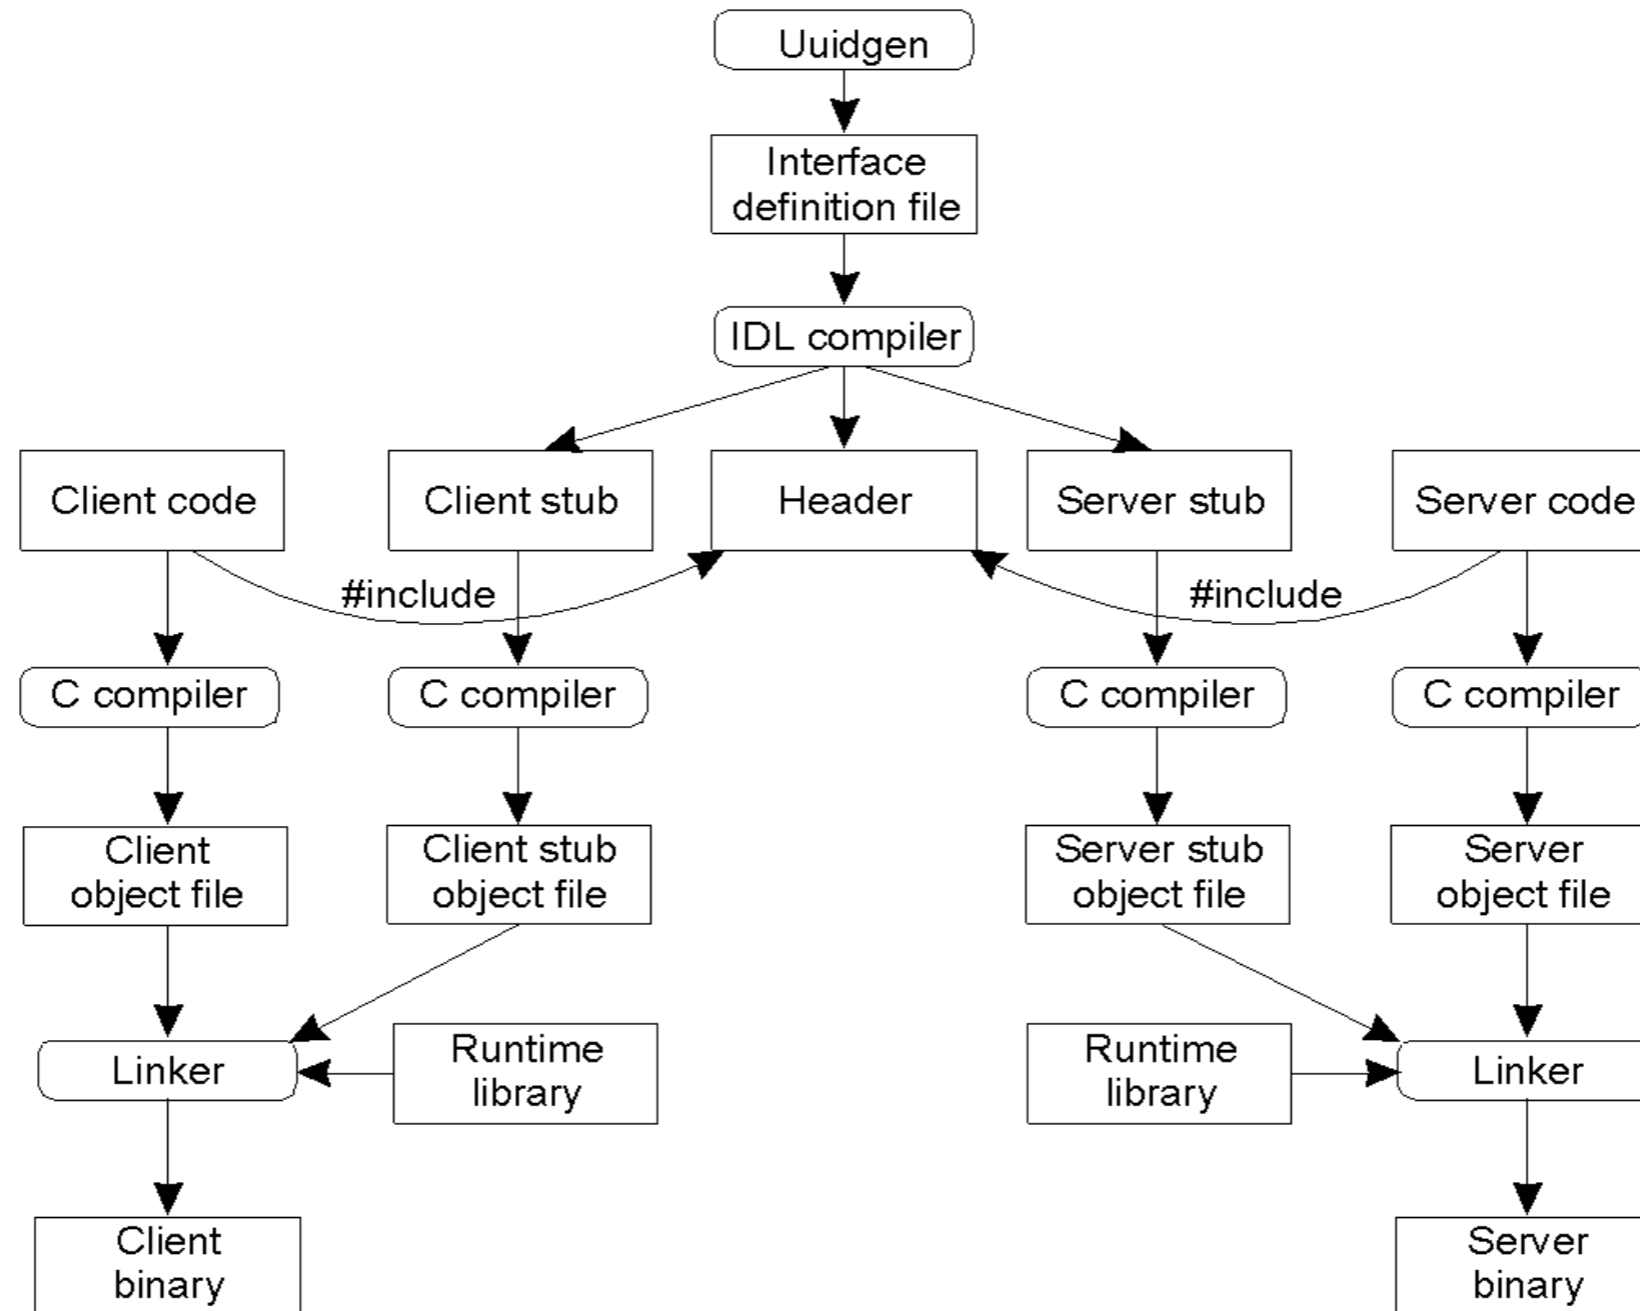 Uuidgen
Interface
definition file
IDL compiler
Client code
Client stub
Header
Server stub
Server code
#include
#include
C compiler
C compiler
C compiler
C compiler
Client
object file
Client stub
object file
Server stub
object file
Server
object file
Linker
Runtime
library
Runtime
library
Linker
Client
binary
Server
binary